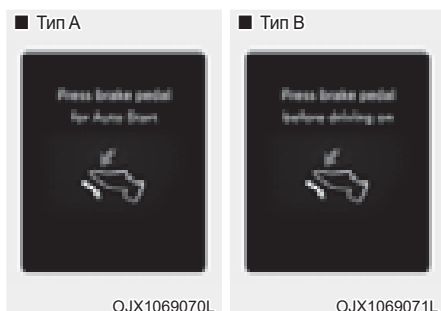 ■ Тип A
Press brake pedal
for Auto Start
OJX1069070L
■ Тип B
Press brake pedal
before driving on
OJX1069071L